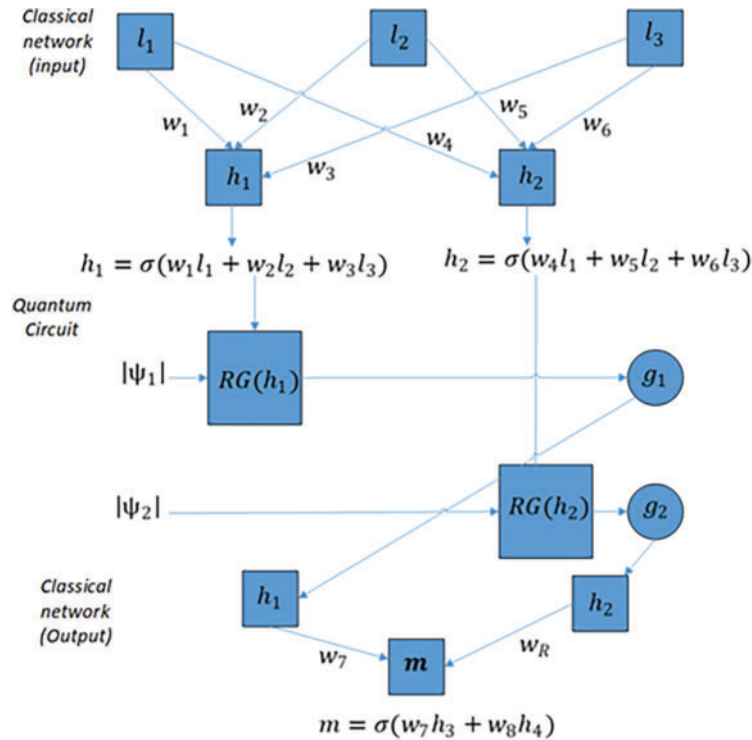 Classical
network
(input)
l₁ l₂ l₃
w₁ w₂ w₃ w₄ w₅ w₆
h₁ h₂
h₁ = σ(w₁l₁ + w₂l₂ + w₃l₃) h₂ = σ(w₄l₁ + w₅l₂ + w₆l₃)
Quantum
Circuit
|ψ₁| RG(h₁) g₁
|ψ₂| RG(h₂) g₂
Classical
network
(Output)
h₁ h₂
w₇ m w_R
m = σ(w₇h₃ + w₈h₄)